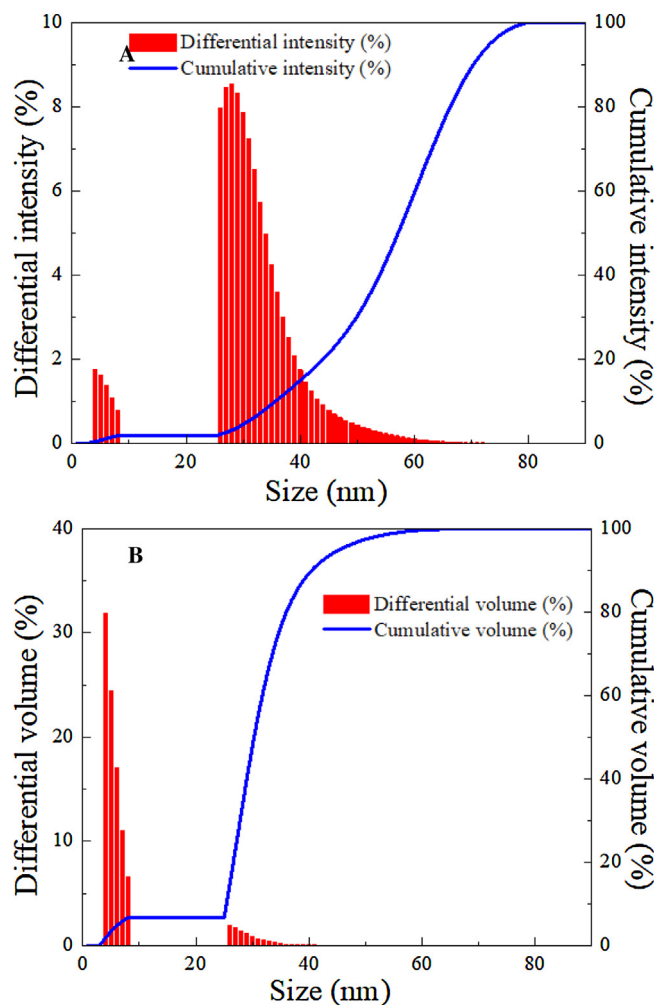 A
Differential intensity (%)
Cumulative intensity (%)
10
8
6
4
2
0
100
80
60
40
20
0
Differential intensity (%)
Cumulative intensity (%)
0 20 40 60 80
Size (nm)
B
Differential volume (%)
Cumulative volume (%)
40
30
20
10
0
100
80
60
40
20
0
Differential volume (%)
Cumulative volume (%)
0 20 40 60 80
Size (nm)